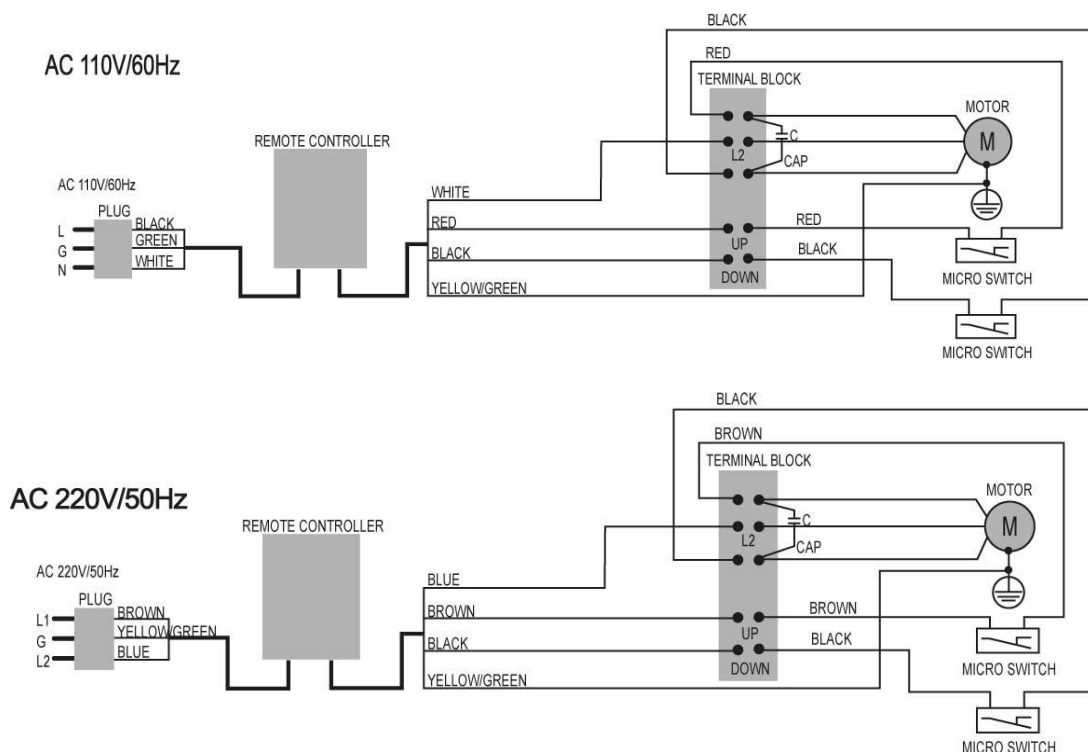 BLACK
AC 110V/60Hz
RED
TERMINAL BLOCK
MOTOR
REMOTE CONTROLLER
C
M
L2
CAP
AC 110V/60Hz
PLUG
WHITE
L
BLACK
RED
RED
G
GREEN
UP
BLACK
BLACK
N
WHITE
DOWN
MICRO SWITCH
YELLOW/GREEN
MICRO SWITCH
BLACK
BROWN
TERMINAL BLOCK
AC 220V/50Hz
MOTOR
REMOTE CONTROLLER
C
M
L2
CAP
AC 220V/50Hz
BLUE
PLUG
BROWN
BROWN
L1
BROWN
UP
G
YELLOW/GREEN
BLACK
BLACK
L2
BLUE
DOWN
MICRO SWITCH
YELLOW/GREEN
MICRO SWITCH